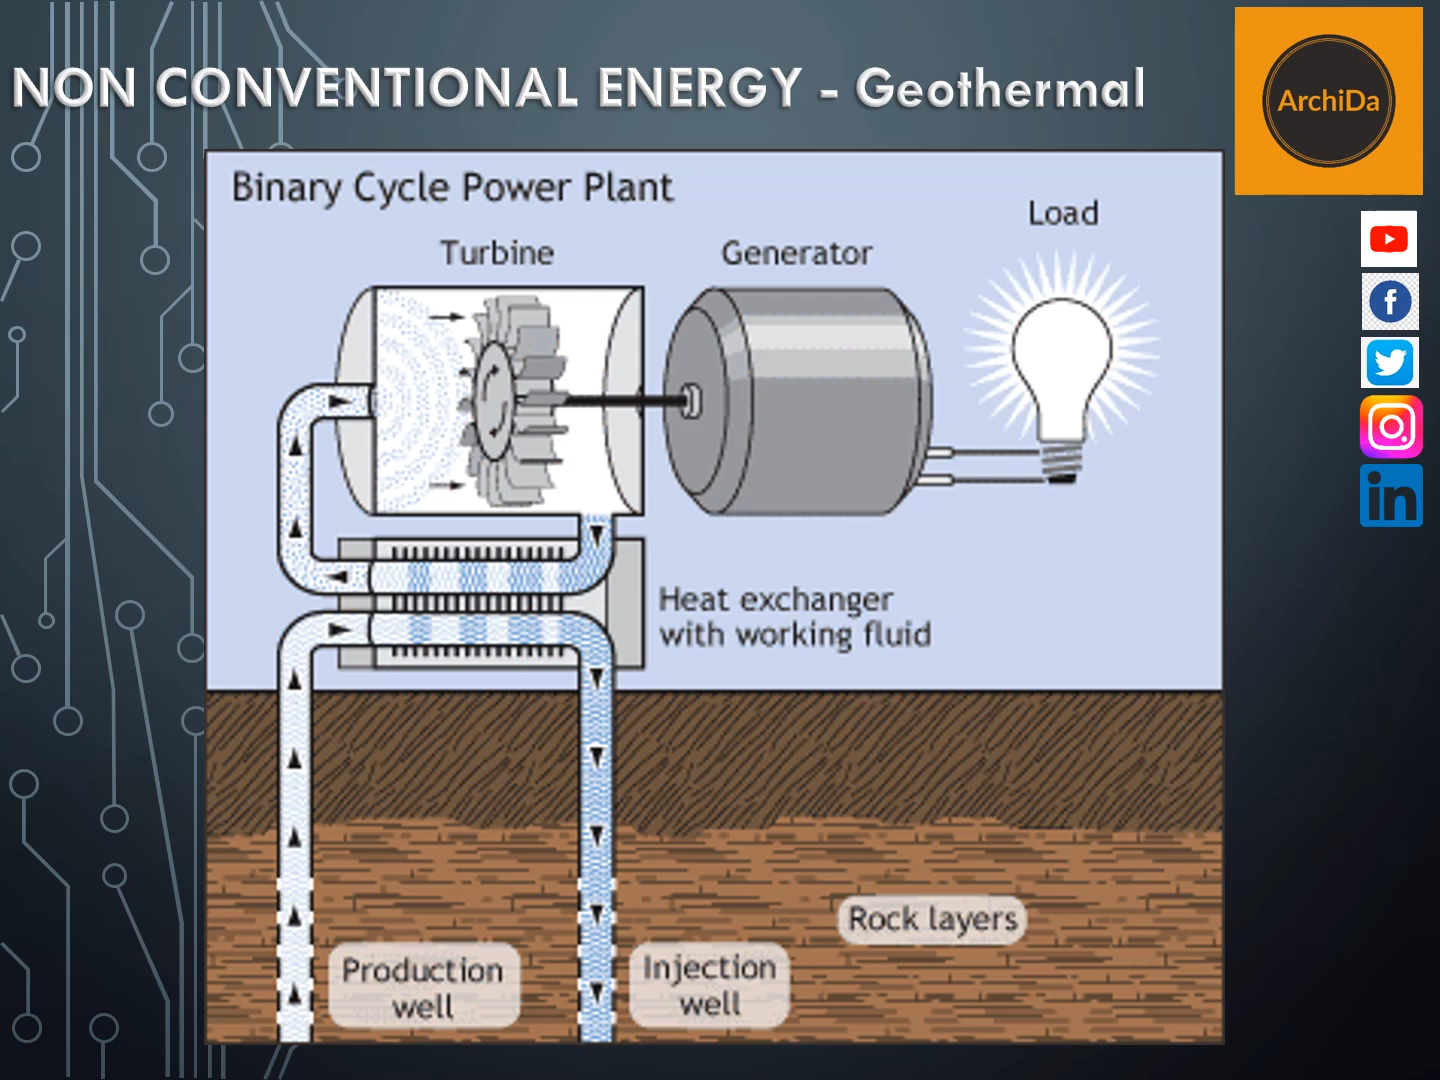 NON CONVENTIONAL ENERGY - Geothermal
ArchiDa
Binary Cycle Power Plant
Load
Turbine
Generator
f
in
Heat exchanger
with working fluid
Rock layers
Production
well
Injection
well